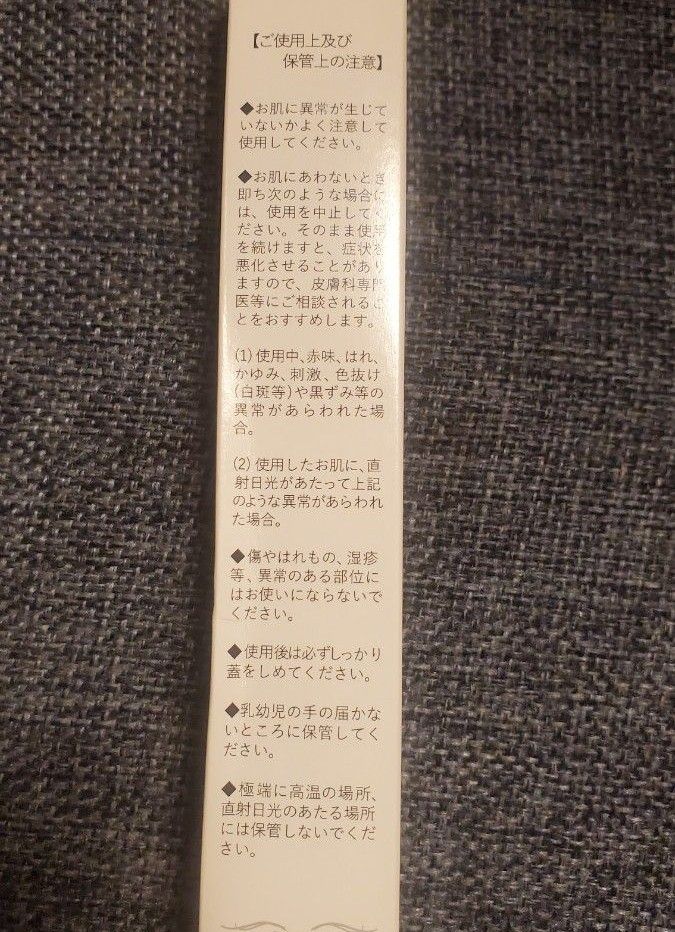 【ご使用上及び
保管上の注意】
◆お肌に異常が生じて
いないかよく注意して
使用してください。
◆お肌にあわないとき
即ち次のような場合に
は、使用を中止してく
ださい。そのまま使用
を続けますと、症状を
悪化させることがあり
ますので、皮膚科専門
医等にご相談されるこ
とをおすすめします。
(1)使用中、赤味、はれ、
かゆみ、刺激、色抜け
(白斑等)や黒ずみ等の
異常があらわれた場
合。
(2)使用したお肌に、直
射日光があたって上記
のような異常があらわれ
た場合。
◆傷やはれもの、湿疹
等、異常のある部位に
はお使いにならないで
ください。
◆使用後は必ずしっかり
蓋をしめてください。
◆乳幼児の手の届かな
いところに保管してく
ださい。
◆極端に高温の場所、
直射日光のあたる場所
には保管しないでくだ
さい。